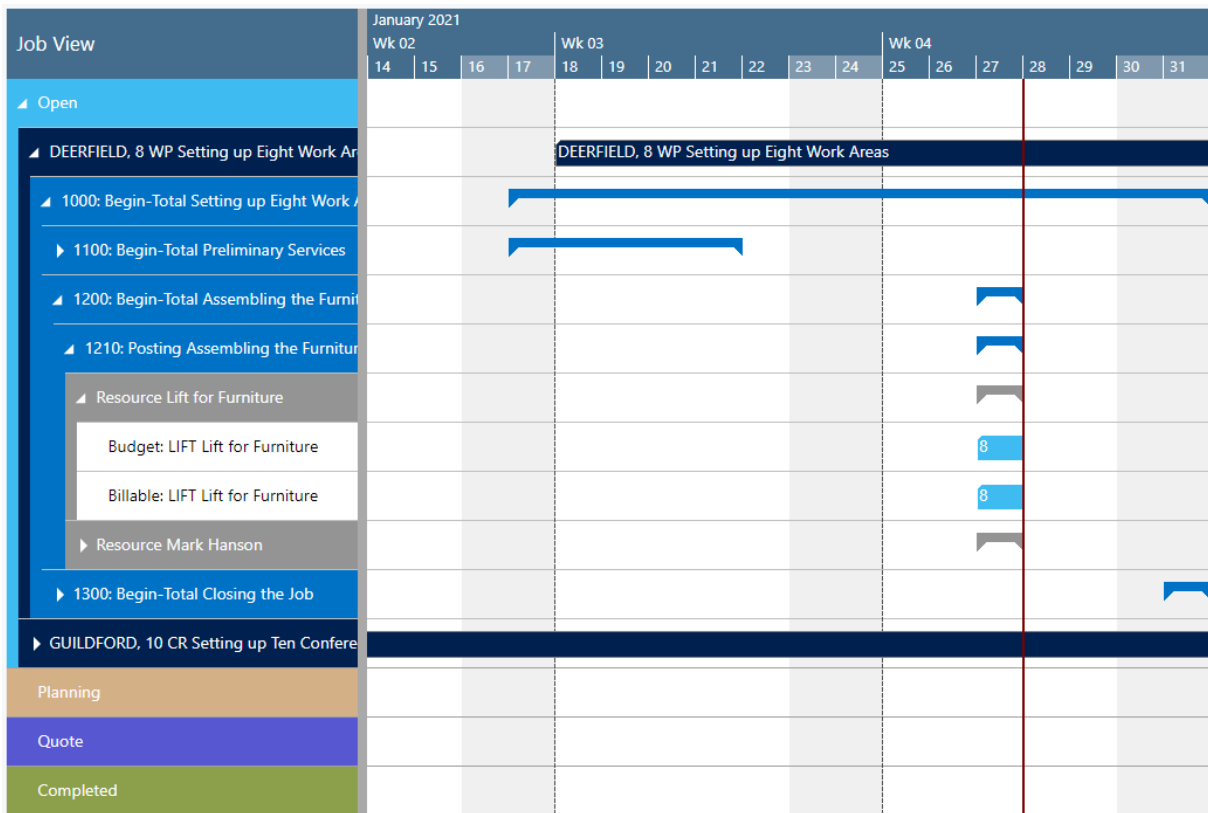 January 2021
Job View
Wk 02 Wk 03 Wk 04
14 15 16 17 18 19 20 21 22 23 24 25 26 27 28 29 30 31
Open
DEERFIELD, 8 WP Setting up Eight Work Ar DEERFIELD, 8 WP Setting up Eight Work Areas
1000: Begin-Total Setting up Eight Work A
1100: Begin-Total Preliminary Services
1200: Begin-Total Assembling the Furnit
1210: Posting Assembling the Furnitur
Resource Lift for Furniture
Budget: LIFT Lift for Furniture 8
Billable: LIFT Lift for Furniture 8
Resource Mark Hanson
1300: Begin-Total Closing the Job
GUILDFORD, 10 CR Setting up Ten Confere
Planning
Quote
Completed